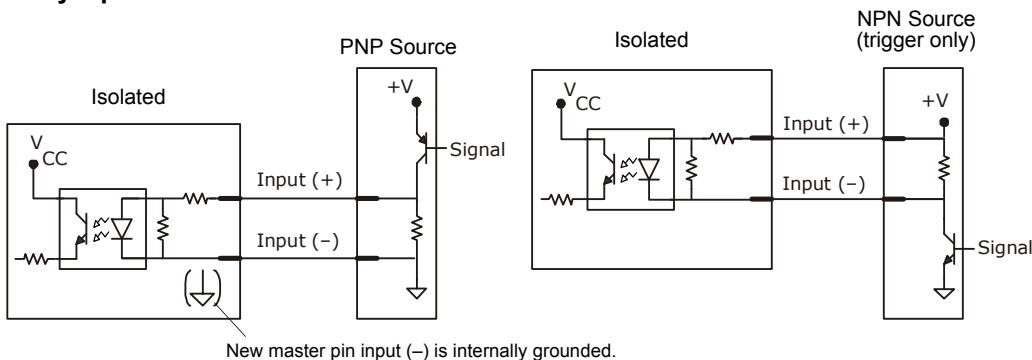 PNP Source
Isolated
V
CC
+V
Signal
Input (+)
Input (–)
New master pin input (–) is internally grounded.
NPN Source
(trigger only)
Isolated
V
CC
+V
Input (+)
Input (–)
Signal